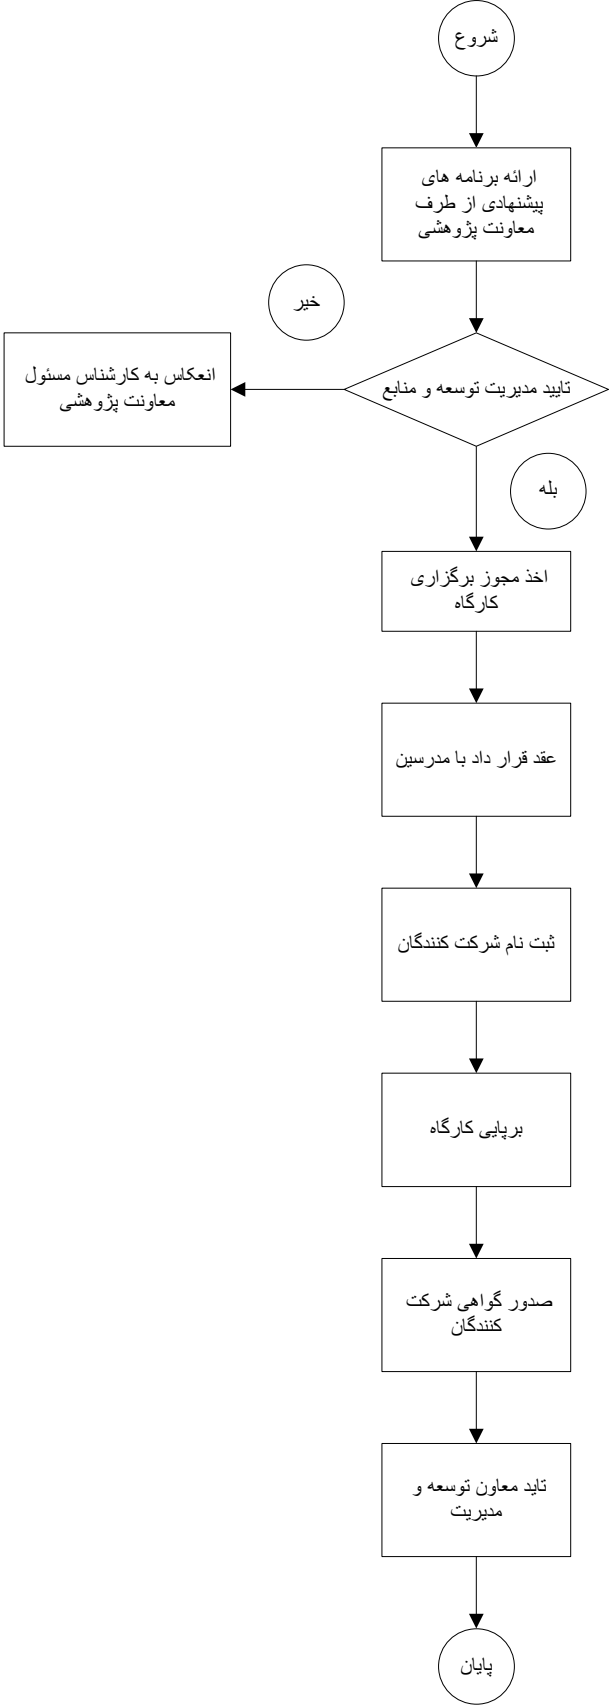 شروع
ارائه برنامه های
پیشنهادی از طرف
معاونت پژوهشی
خیر
تایید مدیریت توسعه و منابع
انعکاس به کارشناس مسئول
معاونت پژوهشی
بله
اخذ مجوز برگزاری
کارگاه
عقد قرار داد با مدرسین
ثبت نام شرکت کنندگان
برپایی کارگاه
صدور گواهی شرکت
کنندگان
تاید معاون توسعه و
مدیریت
پایان